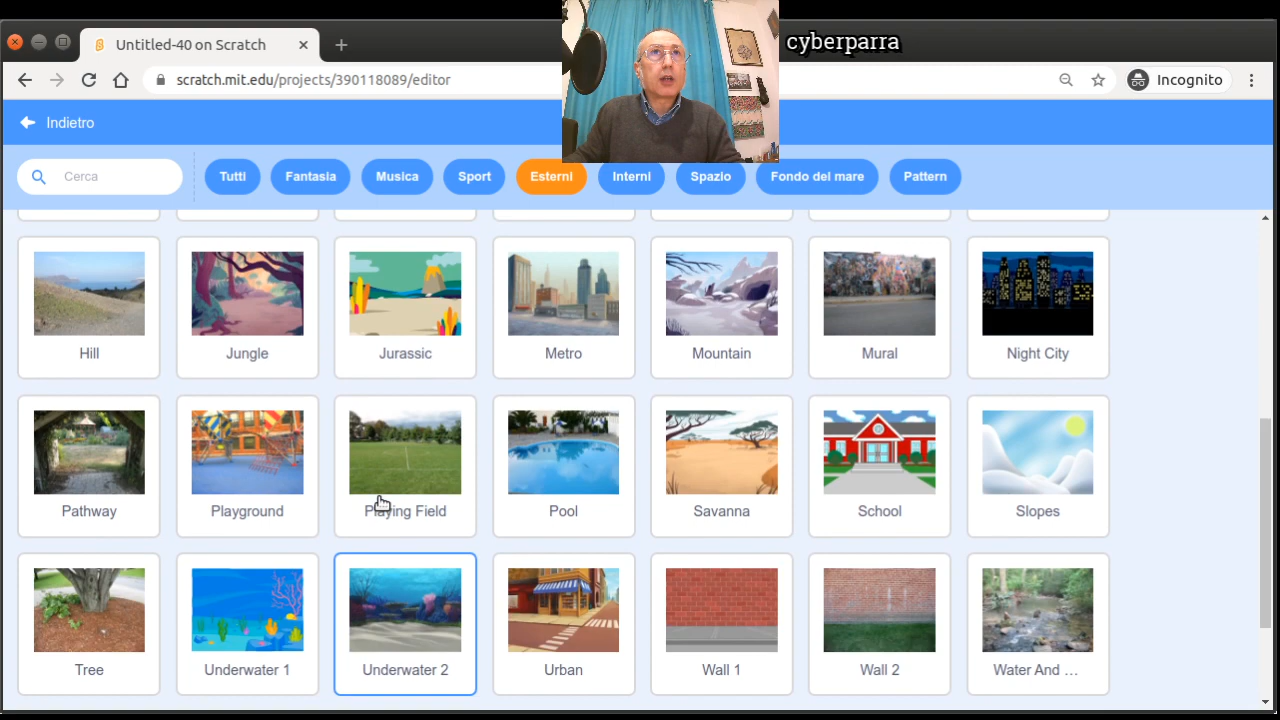 Untitled-40 on Scratch
cyberparra
scratch.mit.edu/projects/390118089/editor
Incognito
Indietro
Cerca
Tutti
Fantasia
Musica
Sport
Esterni
Interni
Spazio
Fondo del mare
Pattern
Hill
Jungle
Jurassic
Metro
Mountain
Mural
Night City
Pathway
Playground
Playing Field
Pool
Savanna
School
Slopes
Tree
Underwater 1
Underwater 2
Urban
Wall 1
Wall 2
Water And ...